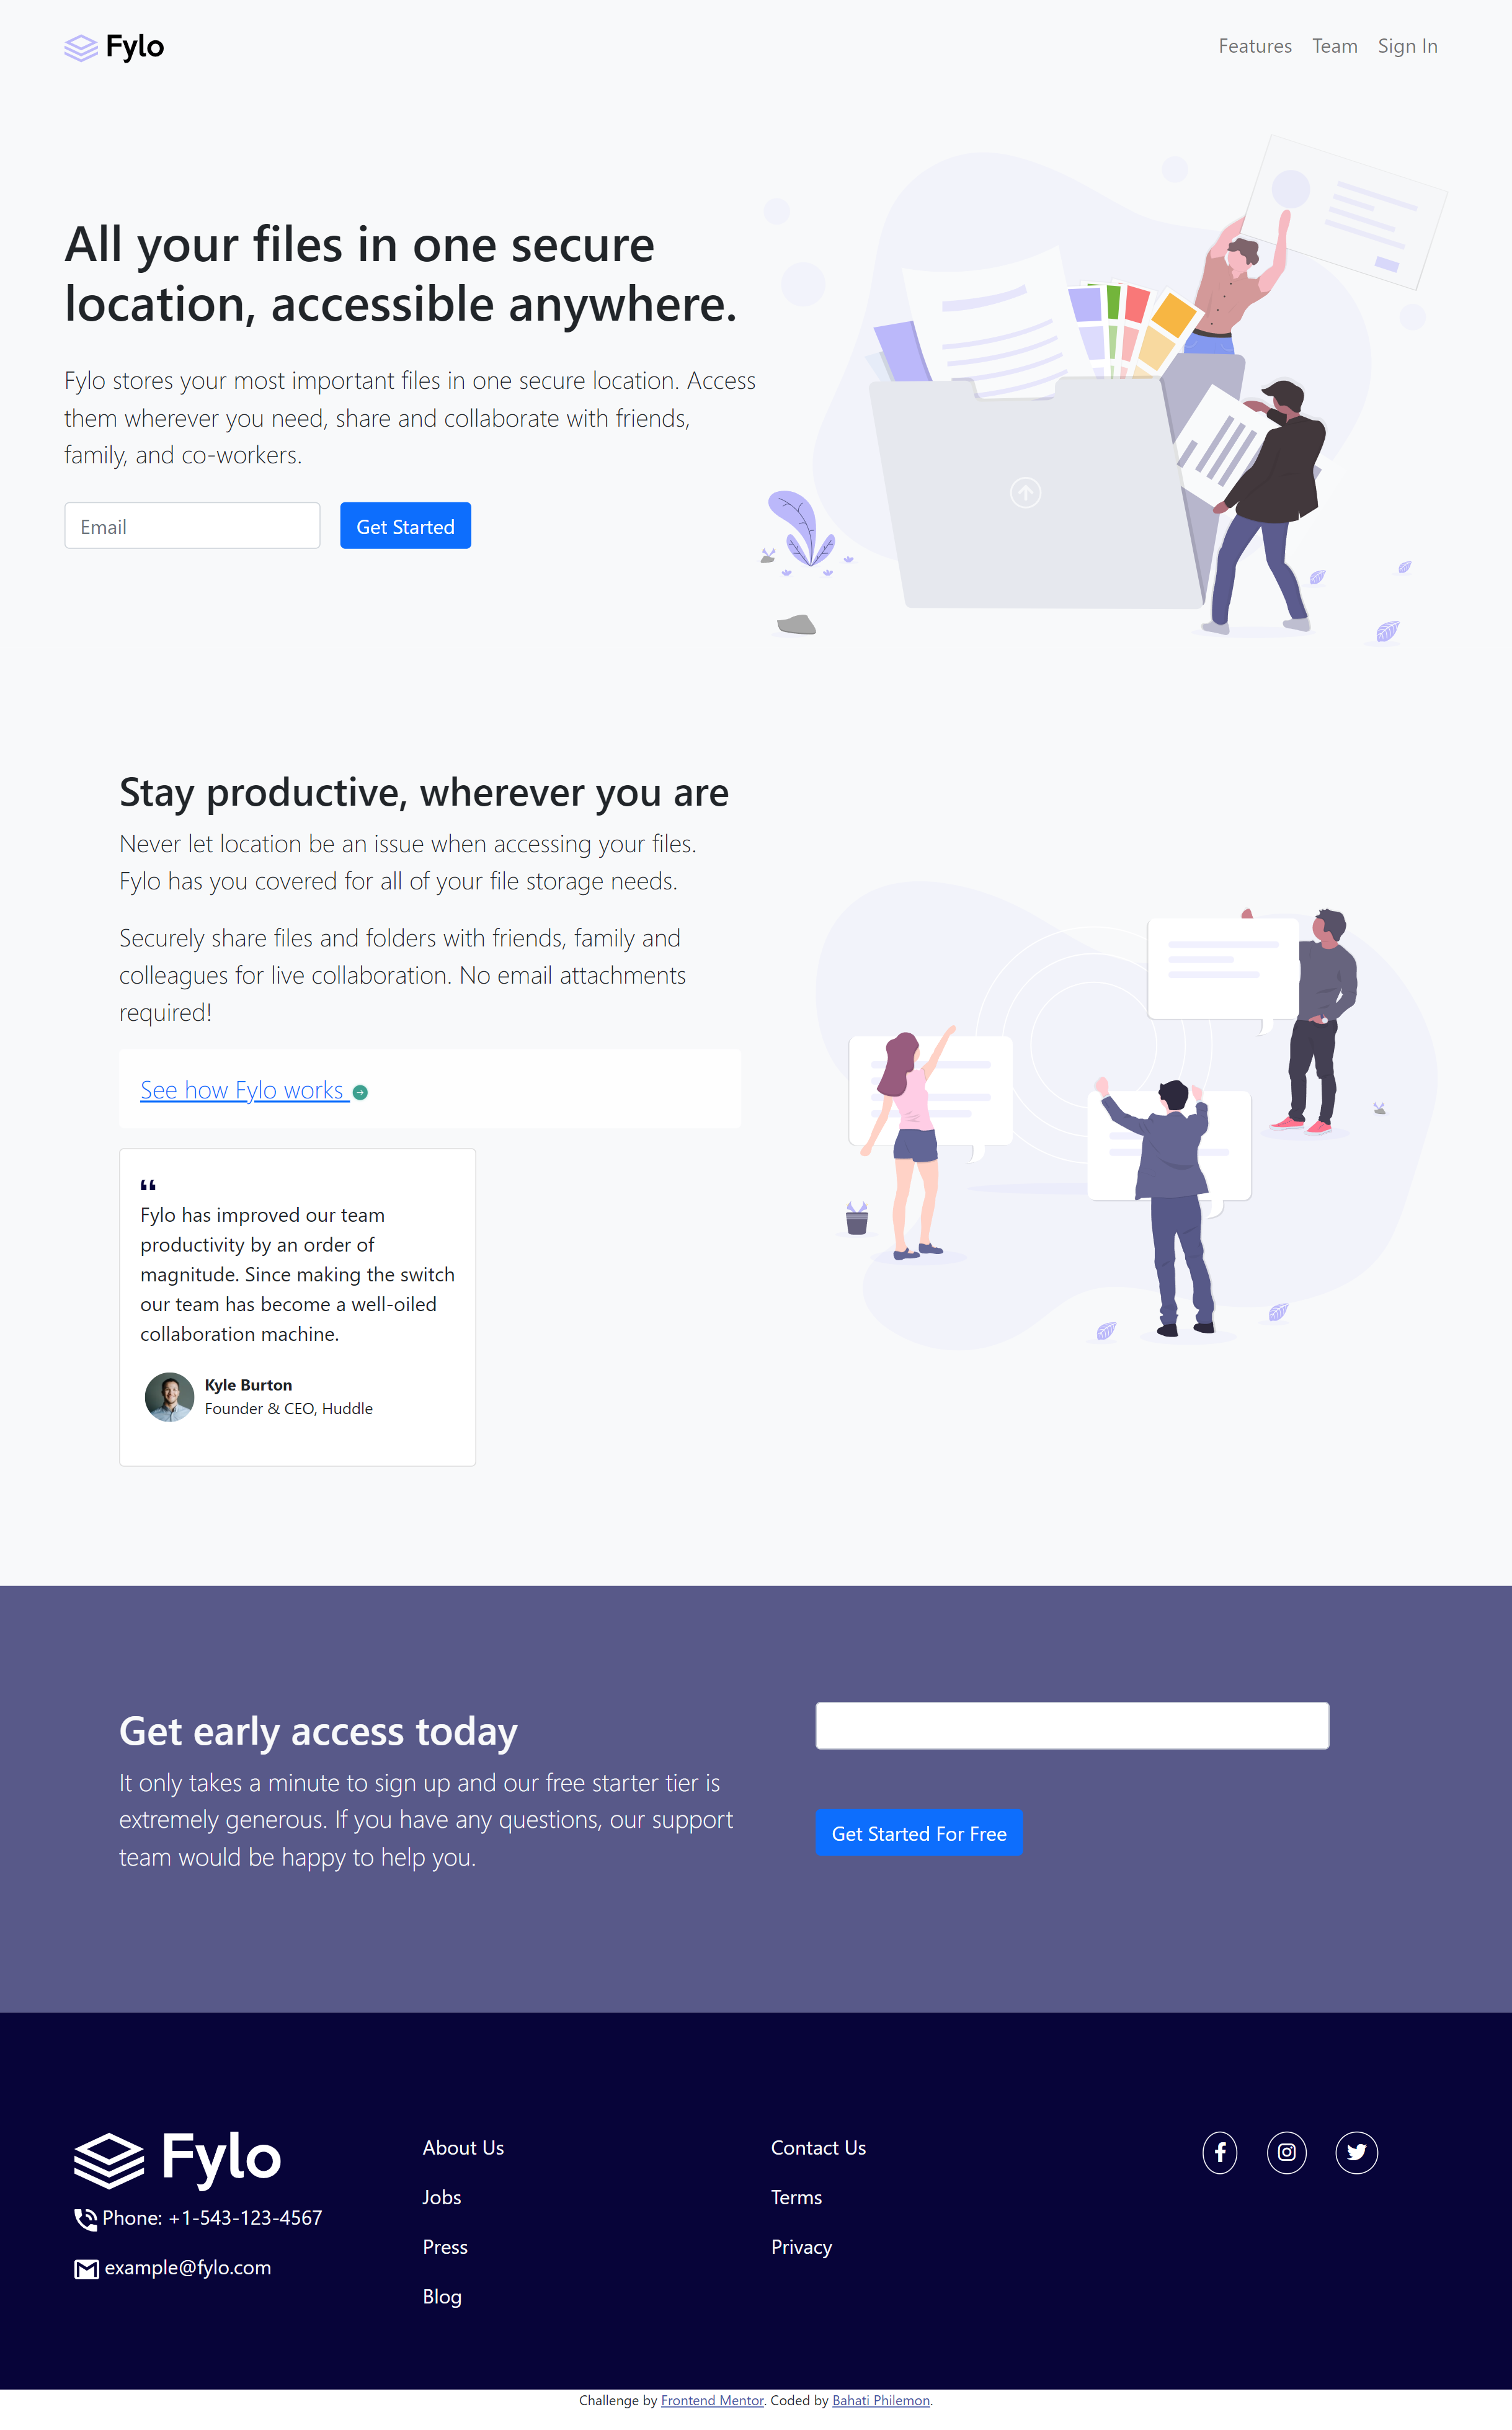 Fylo
Features Team Sign In
All your files in one secure
location, accessible anywhere.
Fylo stores your most important files in one secure location. Access
them wherever you need, share and collaborate with friends,
family, and co-workers.
Email
Get Started
Stay productive, wherever you are
Never let location be an issue when accessing your files.
Fylo has you covered for all of your file storage needs.
Securely share files and folders with friends, family and
colleagues for live collaboration. No email attachments
required!
See how Fylo works
“
Fylo has improved our team
productivity by an order of
magnitude. Since making the switch
our team has become a well-oiled
collaboration machine.
Kyle Burton
Founder & CEO, Huddle
Get early access today
It only takes a minute to sign up and our free starter tier is
extremely generous. If you have any questions, our support
team would be happy to help you.
Get Started For Free
Fylo
Phone: +1-543-123-4567
example@fylo.com
About Us
Jobs
Press
Blog
Contact Us
Terms
Privacy
Challenge by Frontend Mentor. Coded by Bahati Philemon.